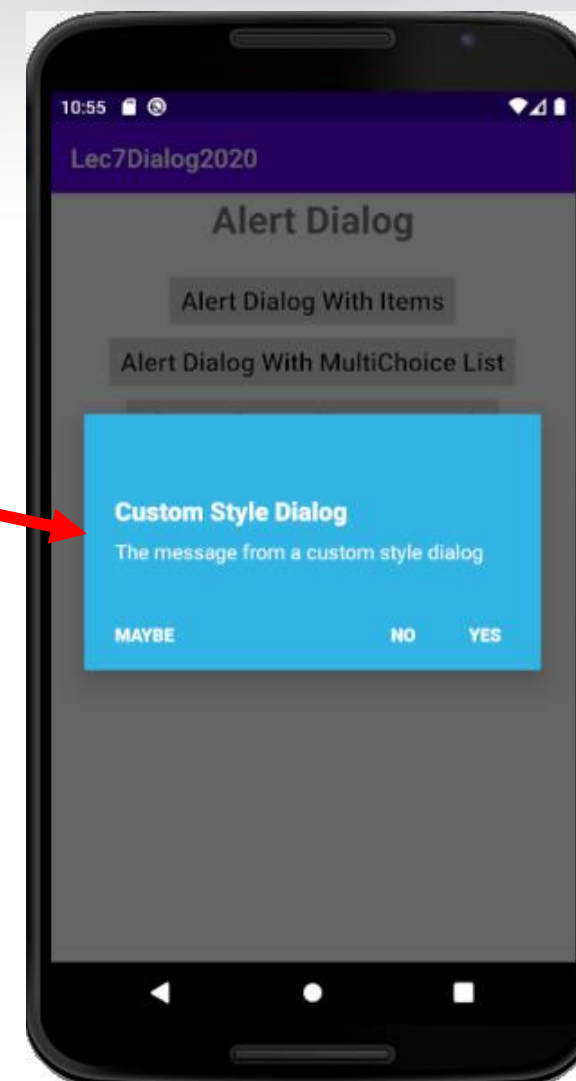 10:55
Lec7Dialog2020
Alert Dialog
Alert Dialog With Items
Alert Dialog With MultiChoice List
Custom Style Dialog
The message from a custom style dialog
MAYBE NO YES